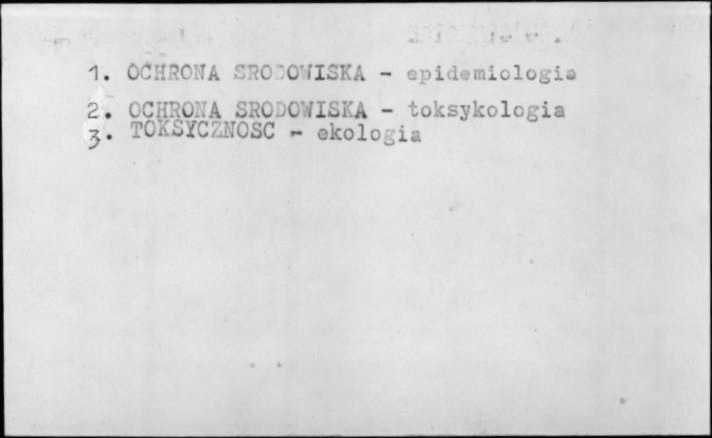 1. OCHRONA SRODOWISKA - epidemiologia
2. OCHRONA SRODOWISKA - toksykologia
3. TOKSYCZNOSC - ekologia